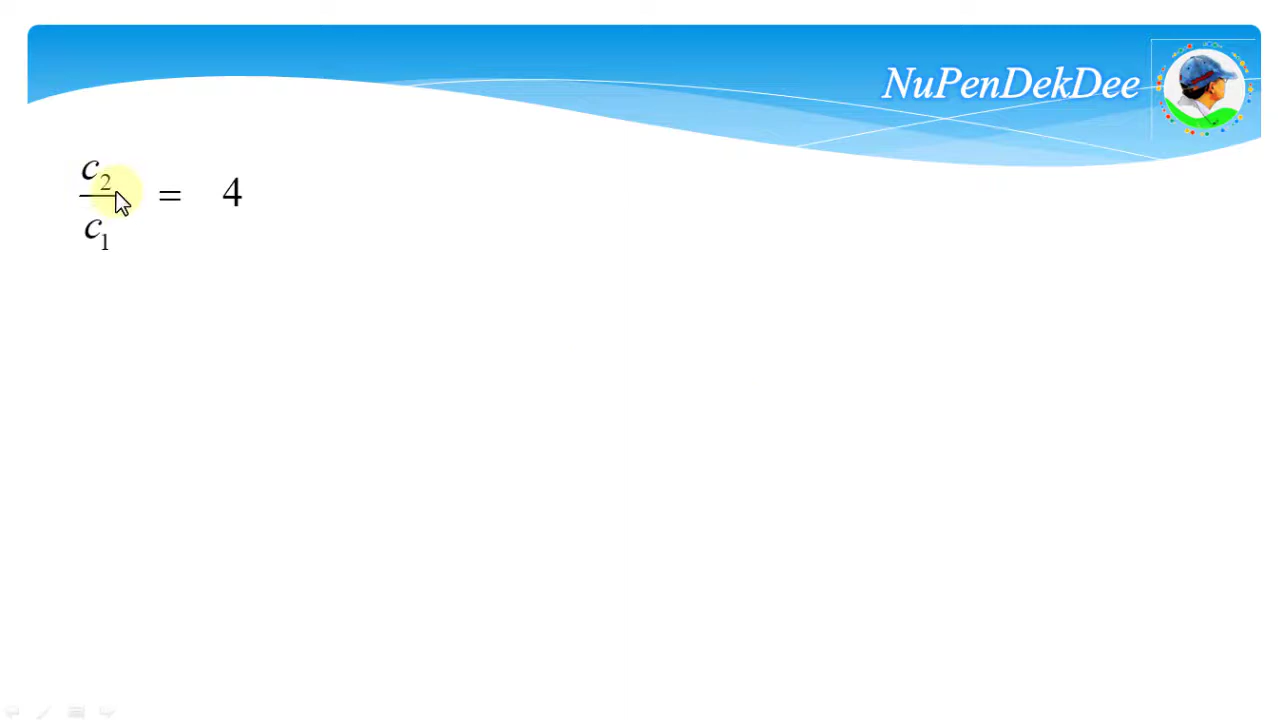 NuPenDekDee
c₂/c₁ = 4